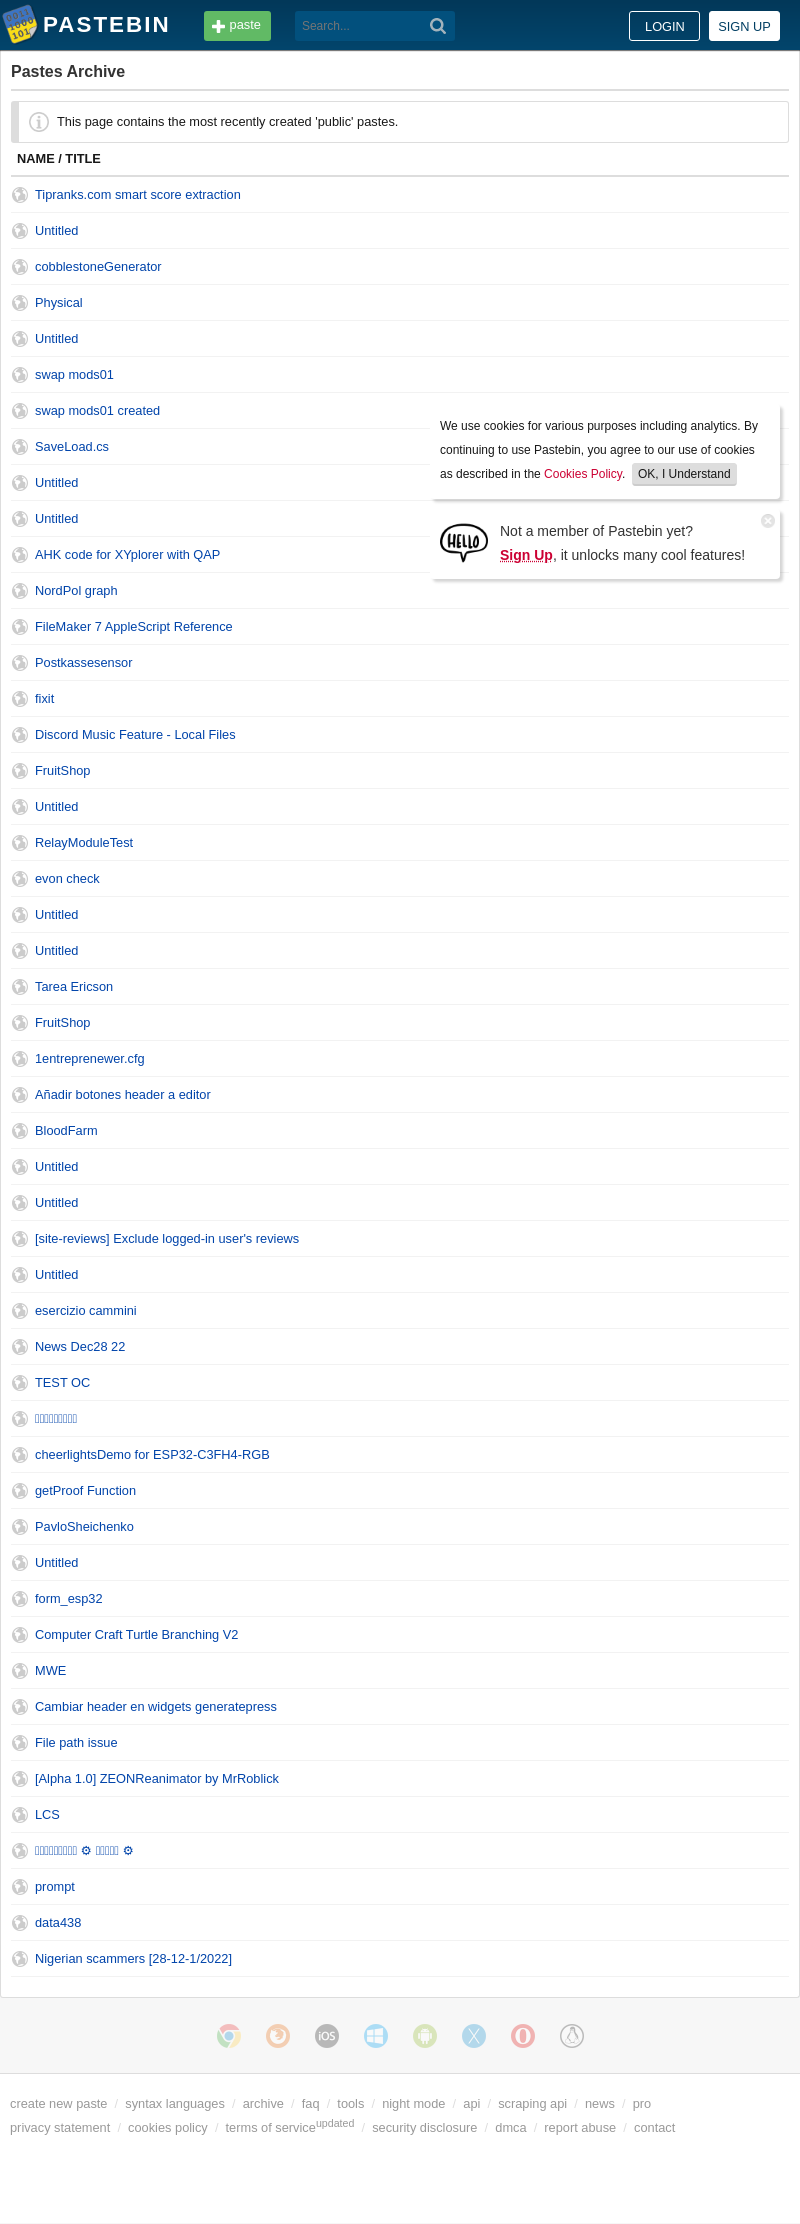 PASTEBIN
paste
Search...
LOGIN
SIGN UP
Pastes Archive
This page contains the most recently created 'public' pastes.
NAME / TITLE
Tipranks.com smart score extraction
Untitled
cobblestoneGenerator
Physical
Untitled
swap mods01
swap mods01 created
SaveLoad.cs
Untitled
Untitled
AHK code for XYplorer with QAP
NordPol graph
FileMaker 7 AppleScript Reference
Postkassesensor
fixit
Discord Music Feature - Local Files
FruitShop
Untitled
RelayModuleTest
evon check
Untitled
Untitled
Tarea Ericson
FruitShop
1entreprenewer.cfg
Añadir botones header a editor
BloodFarm
Untitled
Untitled
[site-reviews] Exclude logged-in user's reviews
Untitled
esercizio cammini
News Dec28 22
TEST OC
cheerlightsDemo for ESP32-C3FH4-RGB
getProof Function
PavloSheichenko
Untitled
form_esp32
Computer Craft Turtle Branching V2
MWE
Cambiar header en widgets generatepress
File path issue
[Alpha 1.0] ZEONReanimator by MrRoblick
LCS
⚙ ⚙
prompt
data438
Nigerian scammers [28-12-1/2022]
We use cookies for various purposes including analytics. By
continuing to use Pastebin, you agree to our use of cookies
as described in the Cookies Policy. OK, I Understand
HELLO
Not a member of Pastebin yet?
Sign Up, it unlocks many cool features!
iOS
create new paste / syntax languages / archive / faq / tools / night mode / api / scraping api / news / pro
privacy statement / cookies policy / terms of service updated / security disclosure / dmca / report abuse / contact